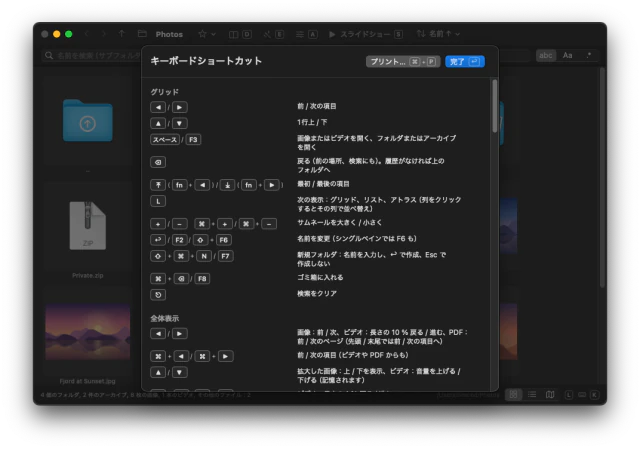 Photos
D
E
A
スライドショー S
名前
名前を検索（サブフォルダ
abc Aa .*
キーボードショートカット
プリント... ⌘ + P
完了 ↩
グリッド
◀ / ▶ 前 / 次の項目
▲ / ▼ 1行上 / 下
スペース / F3 画像またはビデオを開く、フォルダまたはアーカイブ
を開く
⌫ 戻る（前の場所、検索にも）。履歴がなければ上の
フォルダへ
⤒ ( fn + ◀ ) / ⤓ ( fn + ▶ ) 最初 / 最後の項目
L 次の表示：グリッド、リスト、アトラス（列をクリック
するとその列で並べ替え）
+ / − ⌘ + + / ⌘ + − サムネールを大きく / 小さく
↩ / F2 / ⇧ + F6 名前を変更（シングルペインでは F6 も）
⇧ + ⌘ + N / F7 新規フォルダ：名前を入力し、↩ で作成、Esc で
作成しない
⌘ + ⌫ / F8 ゴミ箱に入れる
⎋ 検索をクリア
全体表示
◀ / ▶ 画像：前 / 次、ビデオ：長さの 10 % 戻る / 進む、PDF：
前 / 次のページ（先頭 / 末尾では前 / 次の項目へ）
⌘ + ◀ / ⌘ + ▶ 前 / 次の項目（ビデオや PDF からも）
▲ / ▼ 拡大した画像：上 / 下を表示、ビデオ：音量を上げる /
下げる（記憶されます）
ZIP
Private.zip
Fjord at Sunset.jpg
L K